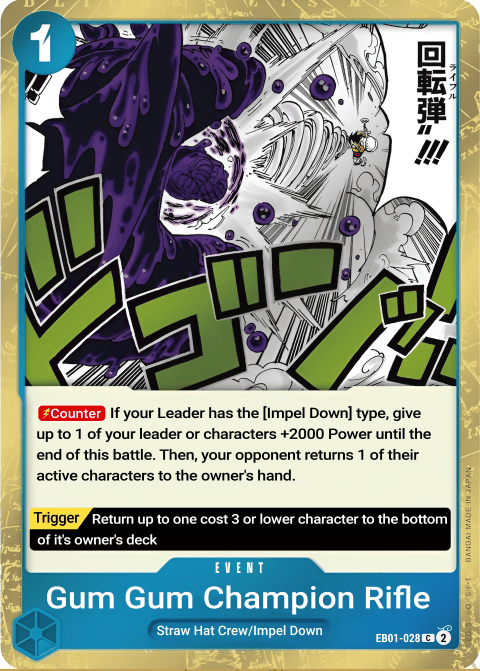 1
回転弾"!!!
ライフル
ドゴゴゴ"
Counter If your Leader has the [Impel Down] type, give
up to 1 of your leader or characters +2000 Power until the
end of this battle. Then, your opponent returns 1 of their
active characters to the owner's hand.
Trigger Return up to one cost 3 or lower character to the bottom
of it's owner's deck
EVENT
Gum Gum Champion Rifle
Straw Hat Crew/Impel Down
EB01-028 C 2
BANDAI MADE IN JAPAN